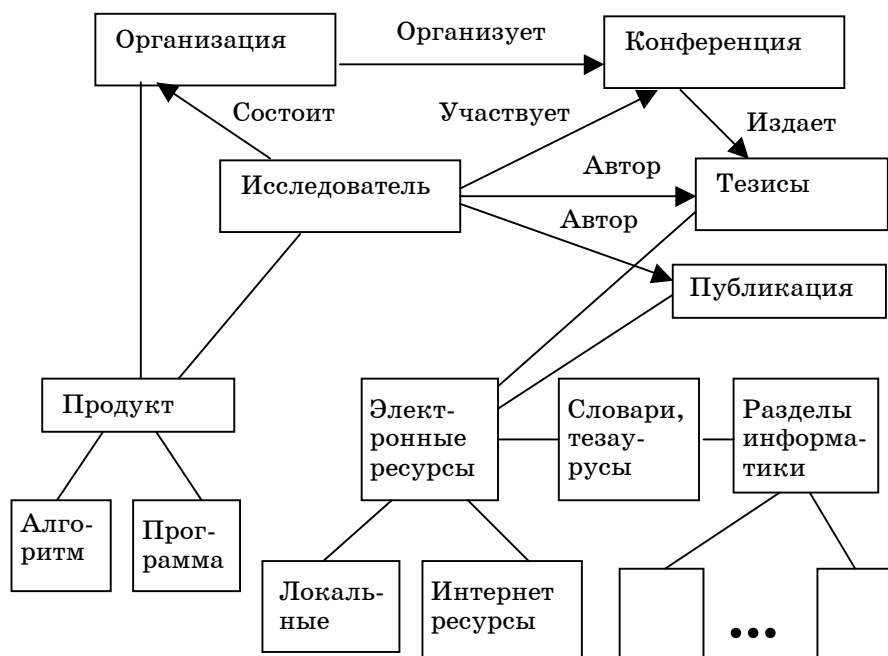 Организация
Организует
Конференция
Состоит
Участвует
Издает
Исследователь
Автор
Тезисы
Автор
Публикация
Продукт
Элект-
ронные
ресурсы
Словари,
тезау-
русы
Разделы
информа-
тики
Алго-
ритм
Прог-
рамма
Локаль-
ные
Интернет
ресурсы
...